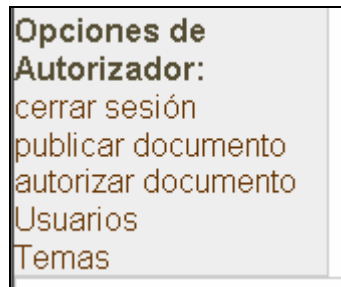 Opciones de
Autorizador:
cerrar sesión
publicar documento
autorizar documento
Usuarios
Temas